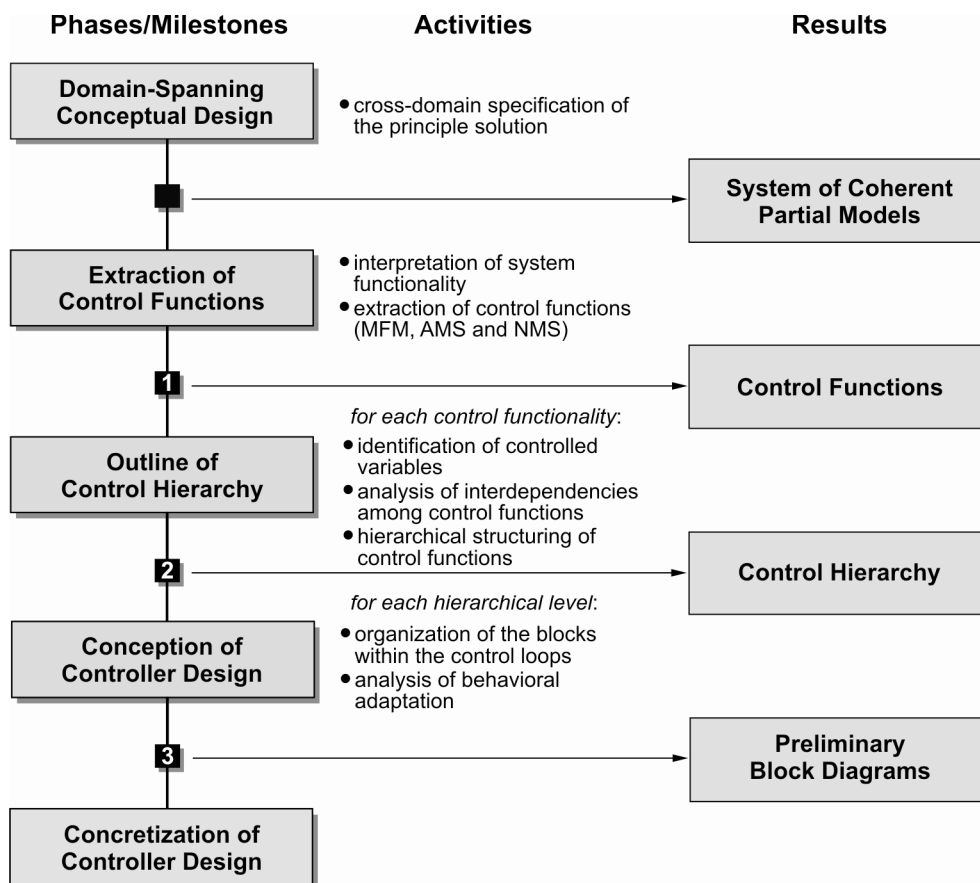 Phases/Milestones
Activities
Results
Domain-Spanning
Conceptual Design
• cross-domain specification of
the principle solution
System of Coherent
Partial Models
Extraction of
Control Functions
• interpretation of system
functionality
• extraction of control functions
(MFM, AMS and NMS)
1
Control Functions
for each control functionality:
Outline of
Control Hierarchy
• identification of controlled
variables
• analysis of interdependencies
among control functions
• hierarchical structuring of
control functions
2
Control Hierarchy
for each hierarchical level:
Conception of
Controller Design
• organization of the blocks
within the control loops
• analysis of behavioral
adaptation
3
Preliminary
Block Diagrams
Concretization of
Controller Design